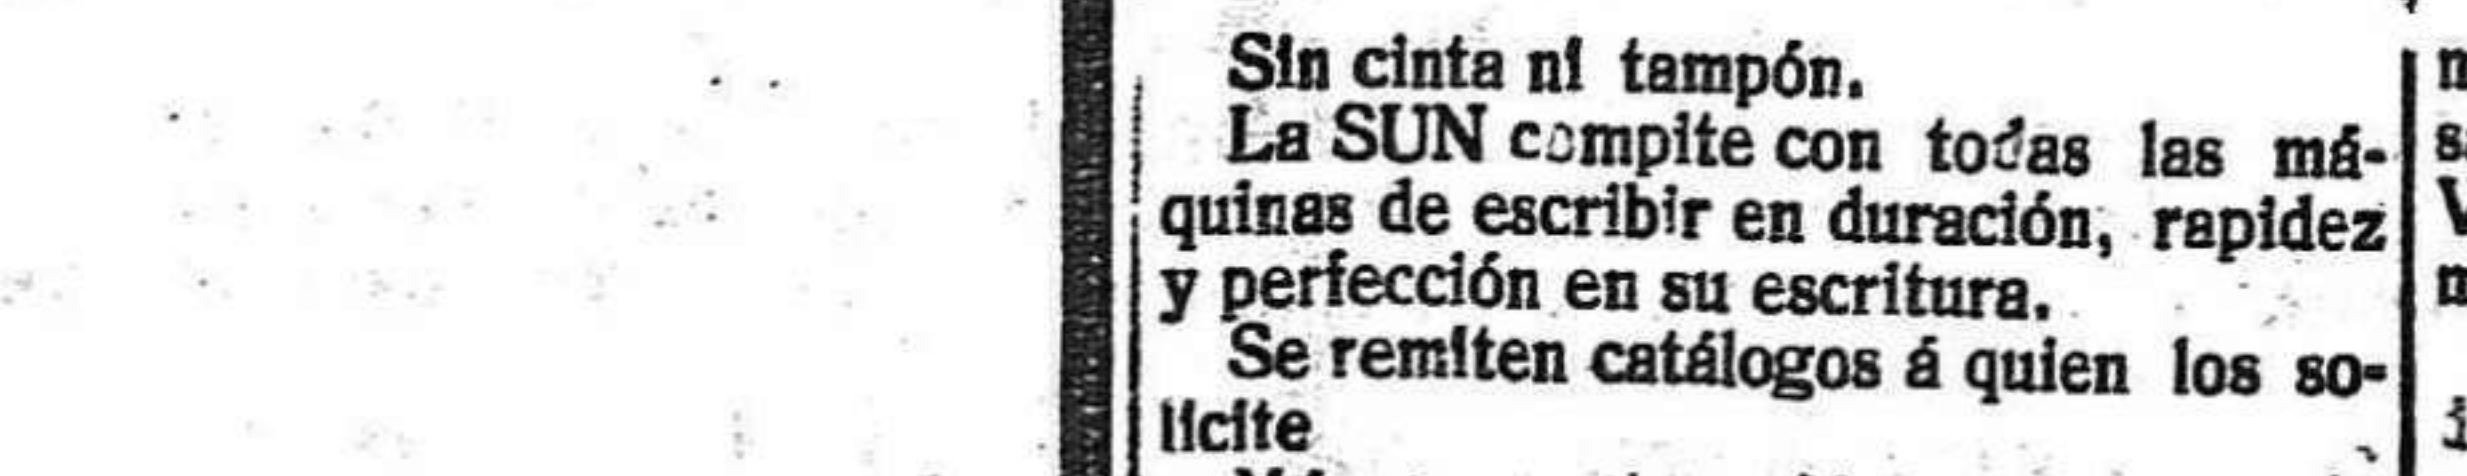 Sin cinta ni tampón.
La SUN compite con todas las má-
quinas de escribir en duración, rapidez
y perfección en su escritura.
Se remiten catálogos á quien los so-
licite